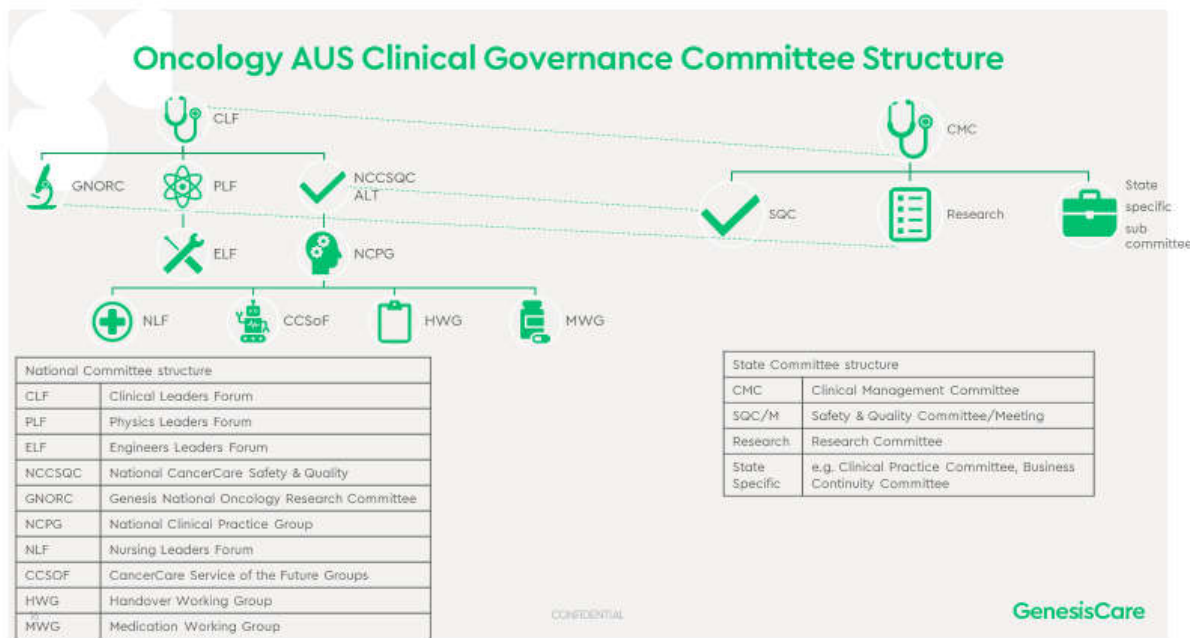 Oncology AUS Clinical Governance Committee Structure
CLF
CMC
GNORC
PLF
NCCSQC
ALT
SQC
Research
State
specific
sub
committee
ELF
NCPG
NLF
CCSoF
HWG
MWG
National Committee structure
CLF Clinical Leaders Forum
PLF Physics Leaders Forum
ELF Engineers Leaders Forum
NCCSQC National CancerCare Safety & Quality
GNORC Genesis National Oncology Research Committee
NCPG National Clinical Practice Group
NLF Nursing Leaders Forum
CCSOF CancerCare Service of the Future Groups
HWG Handover Working Group
MWG Medication Working Group
State Committee structure
CMC Clinical Management Committee
SQC/M Safety & Quality Committee/Meeting
Research Research Committee
State e.g. Clinical Practice Committee, Business
Specific Continuity Committee
CONFIDENTIAL
GenesisCare